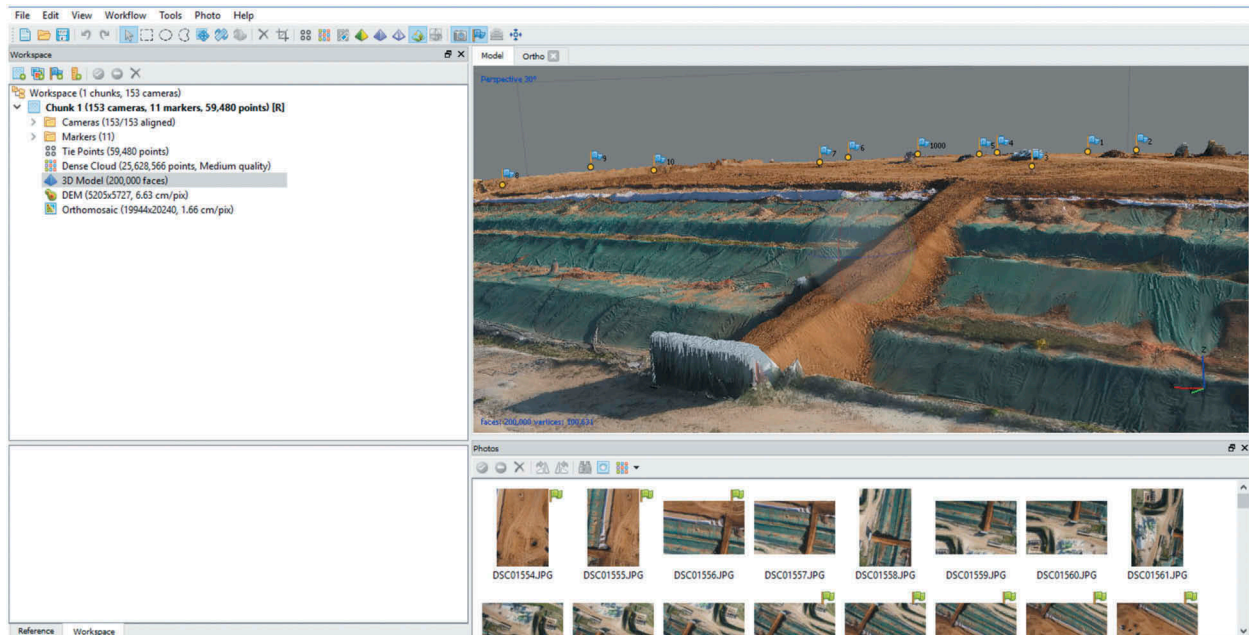 File Edit View Workflow Tools Photo Help
Workspace
Workspace (1 chunks, 153 cameras)
Chunk 1 (153 cameras, 11 markers, 59,480 points) [R]
Cameras (153/153 aligned)
Markers (11)
Tie Points (59,480 points)
Dense Cloud (25,628,566 points, Medium quality)
3D Model (200,000 faces)
DEM (5205x5727, 6.63 cm/pix)
Orthomosaic (19944x20240, 1.66 cm/pix)
Reference Workspace
Model Ortho
Perspective 30°
8 9 10 7 6 1000 5 4 3 1 2
faces: 200,000 vertices: 100,631
Photos
DSC01554.JPG DSC01555.JPG DSC01556.JPG DSC01557.JPG DSC01558.JPG DSC01559.JPG DSC01560.JPG DSC01561.JPG